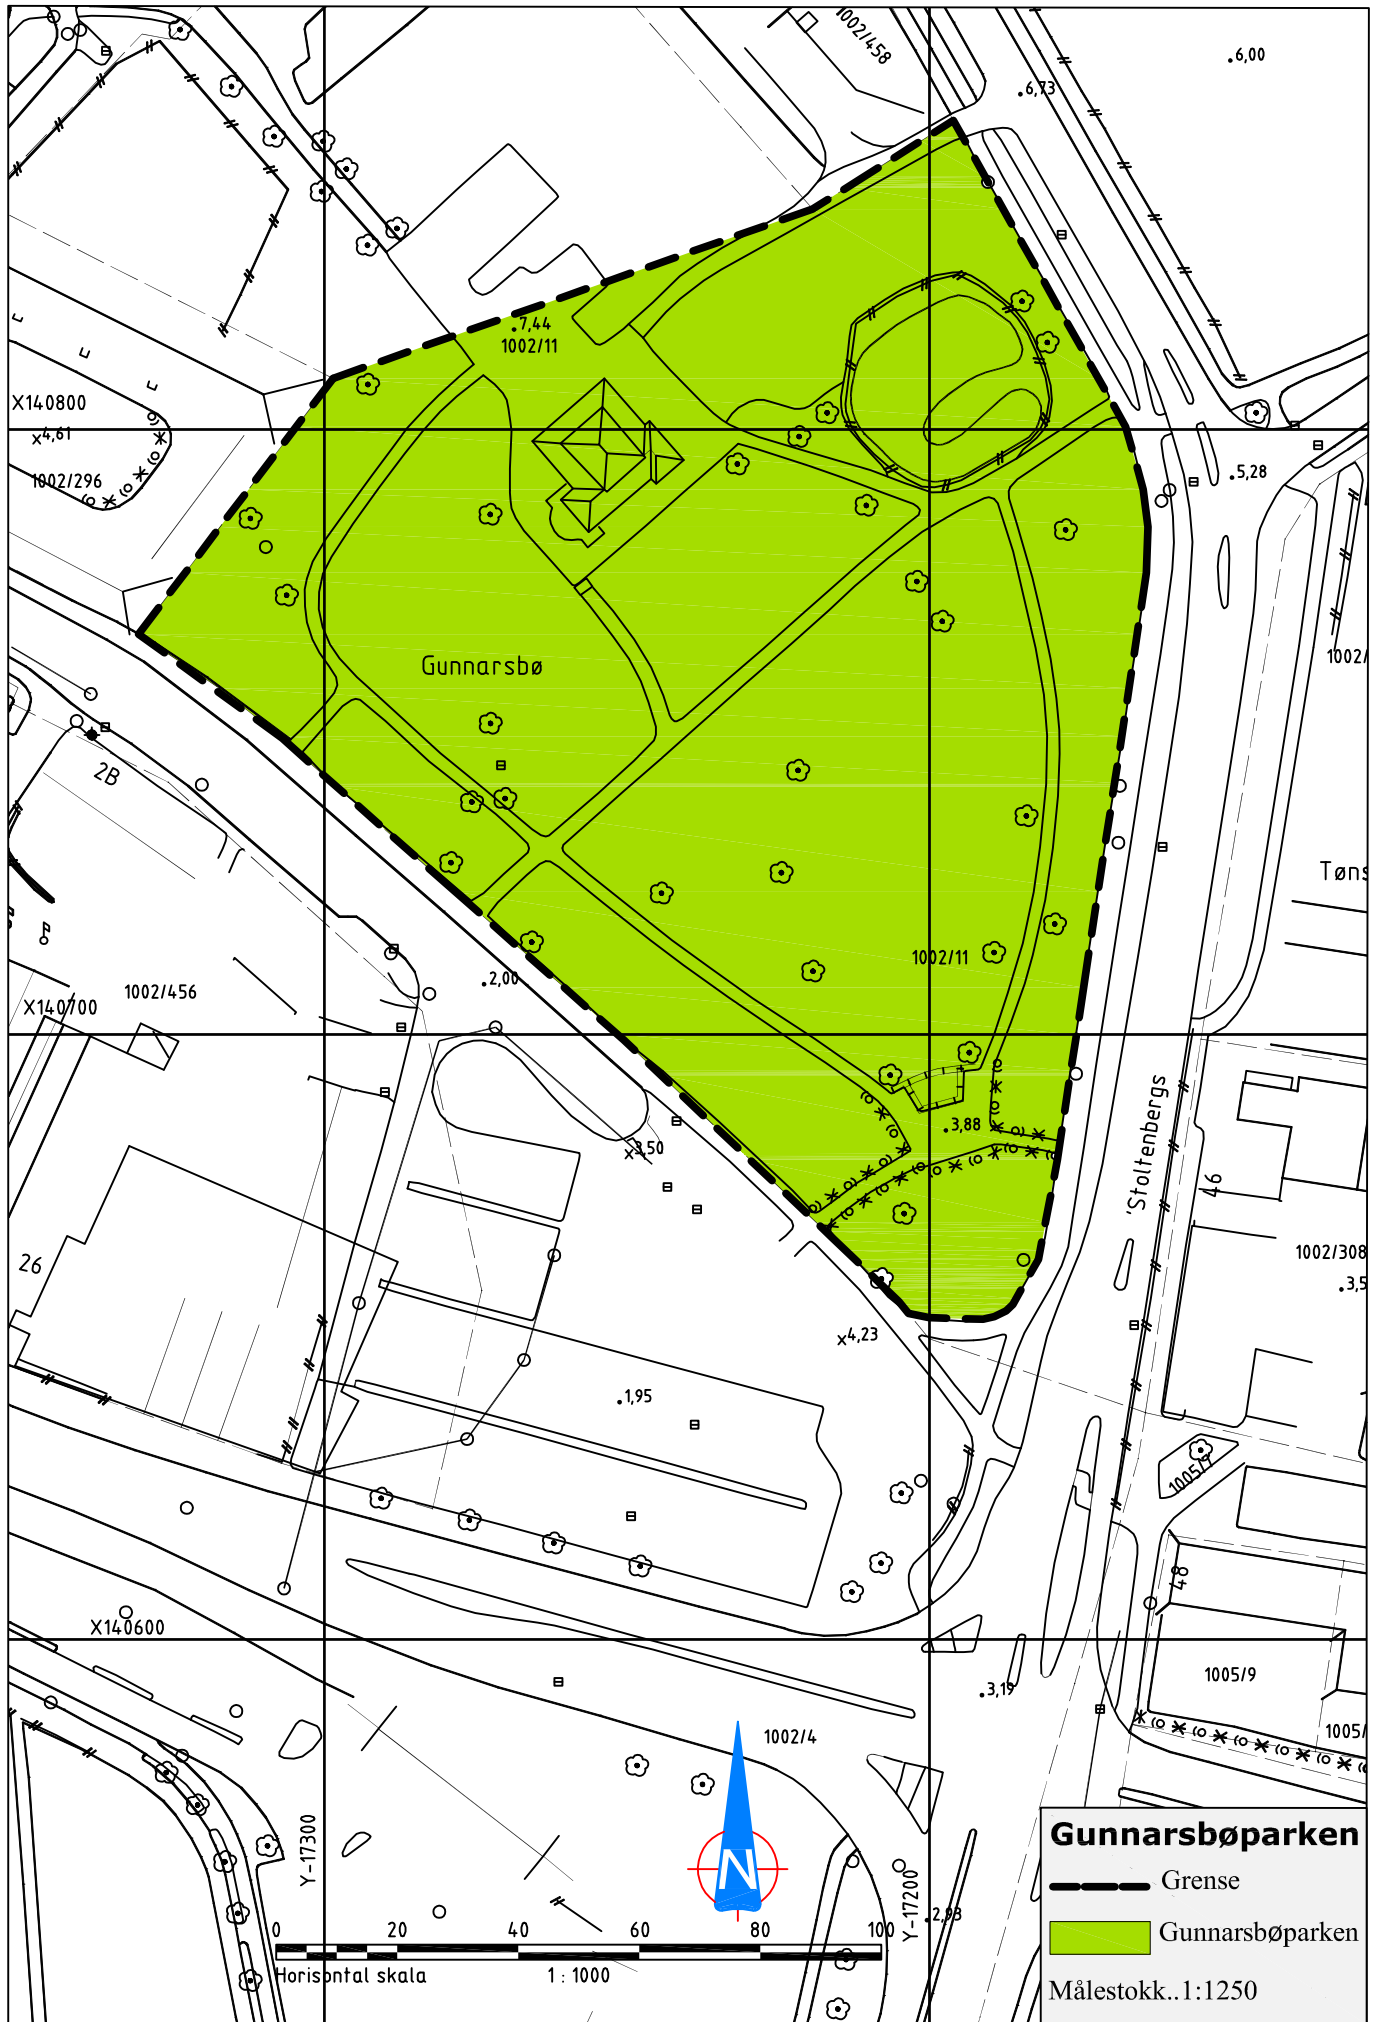 1002/458
6,00
6,73
7,44
1002/11
X140800
4,61
1002/296
5,28
Gunnarsbø
1002/
2B
Tøns
1002/11
2,00
1002/456
X140700
3,88
3,50
'Stoltenbergs
46
26
1002/308
3,5
4,23
1,95
1005/7
48
X140600
1005/9
3,19
1005/
1002/4
Y-17300
Y-17200
N
2,93
0 20 40 60 80 100
Horisontal skala 1 : 1000
Gunnarsbøparken
Grense
Gunnarsbøparken
Målestokk..1:1250